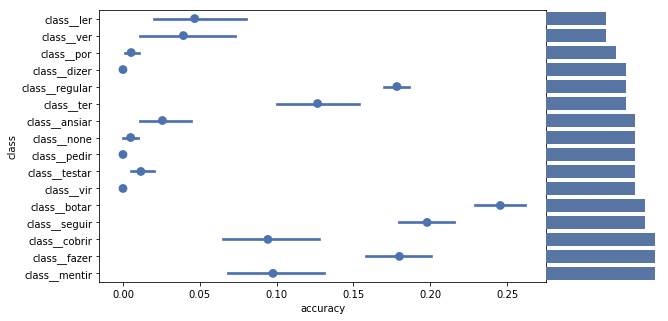 class__ler
class__ver
class__por
class__dizer
class__regular
class__ter
class__ansiar
class__none
class__pedir
class__testar
class__vir
class__botar
class__seguir
class__cobrir
class__fazer
class__mentir
class
0.00 0.05 0.10 0.15 0.20 0.25
accuracy